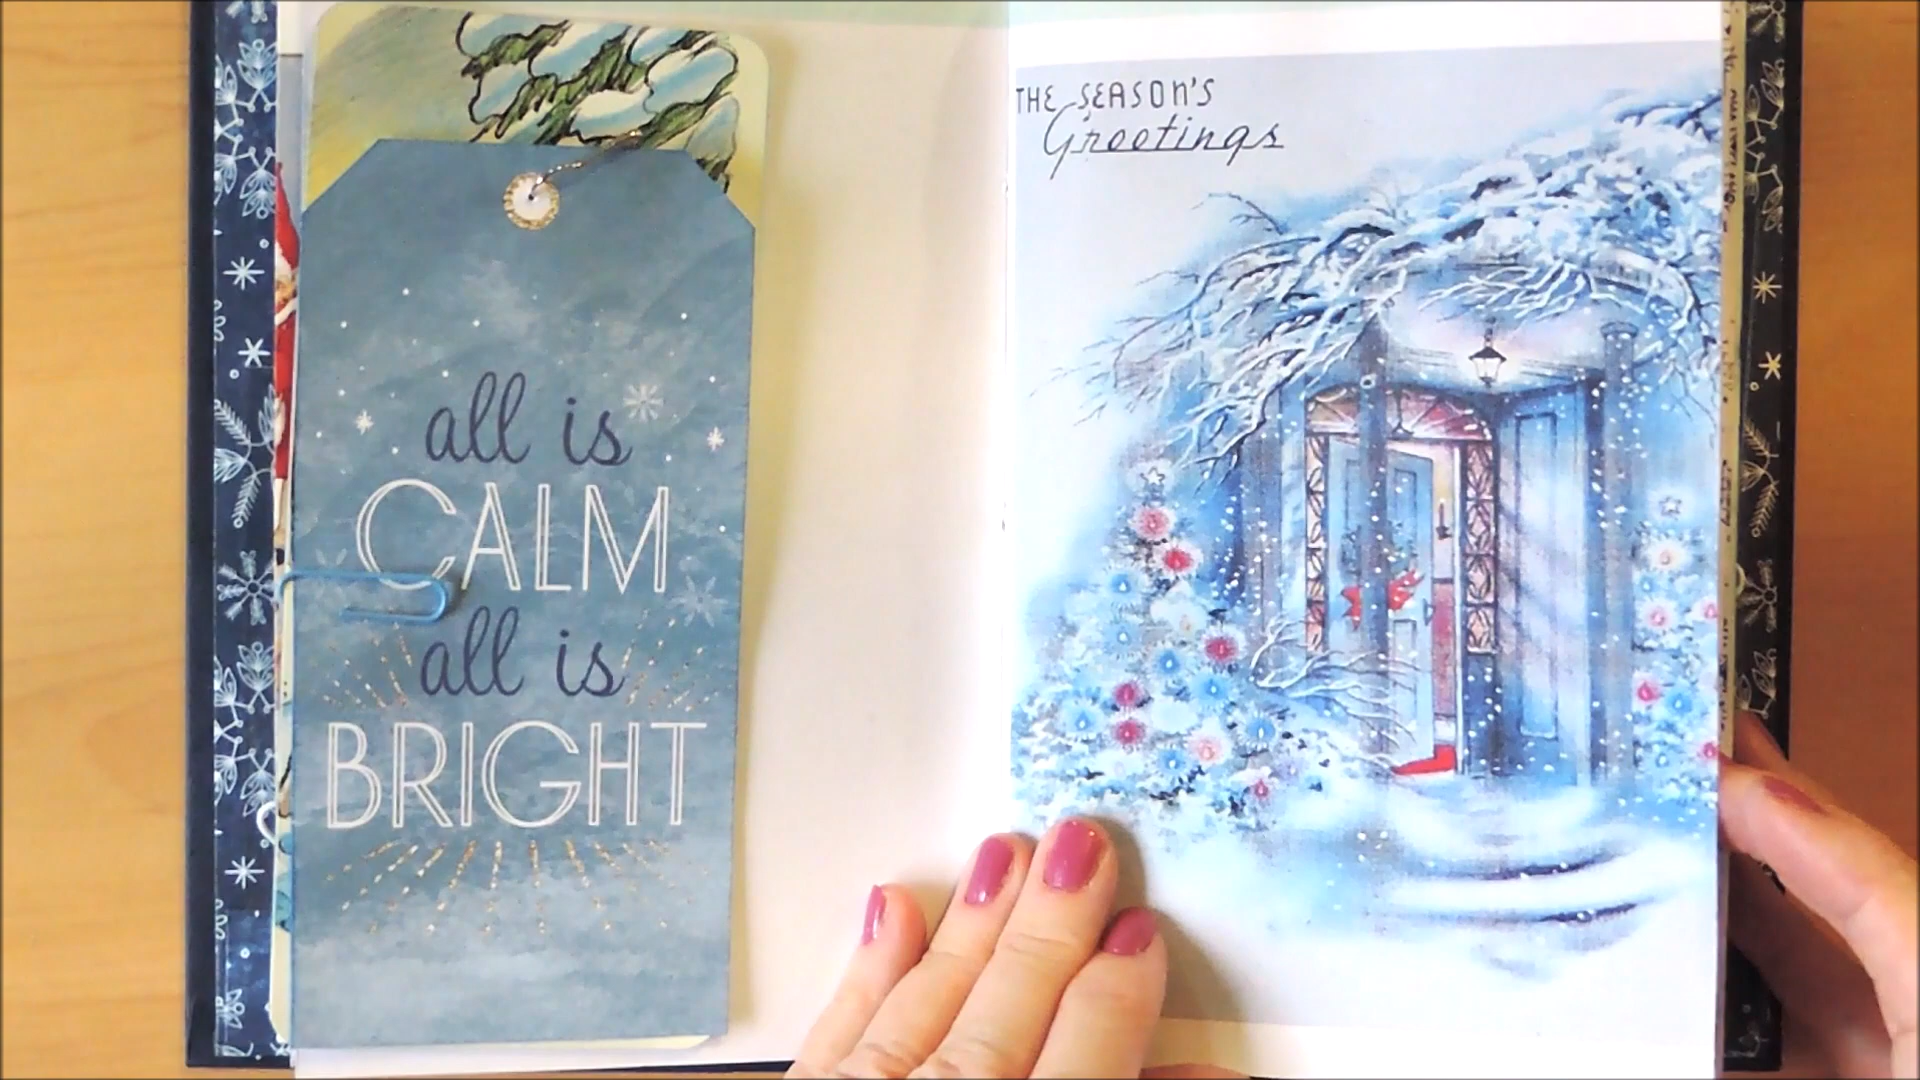 all is
CALM
all is
BRIGHT
THE SEASON'S
Greetings